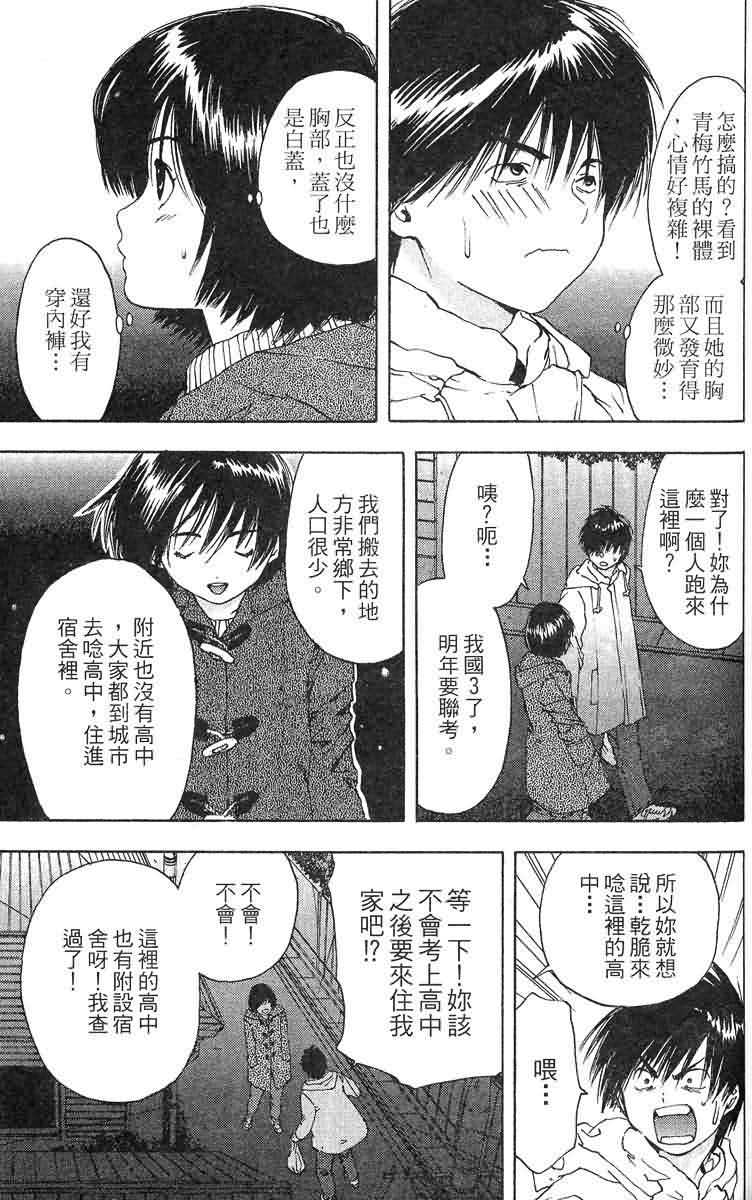 怎麼搞的？看到
青梅竹馬的裸體
，心情好複雜！
而且她的胸
部又發育得
那麼微妙…
反正也沒什麼
胸部，蓋了也
是白蓋，
還好我有
穿內褲…
對了！妳為什
麼一個人跑來
這裡啊？
咦？呃…
我國3了，
明年要聯考。
我們搬去的地
方非常鄉下，
人口很少。
附近也沒有高中
，大家都到城市
去唸高中，住進
宿舍裡。
所以妳就想
說…乾脆來
唸這裡的高
中…
喂…
等一下！妳該
不會考上高中
之後要來住我
家吧!?
不會！
不會！
這裡的高中
也有附設宿
舍呀！我查
過了！